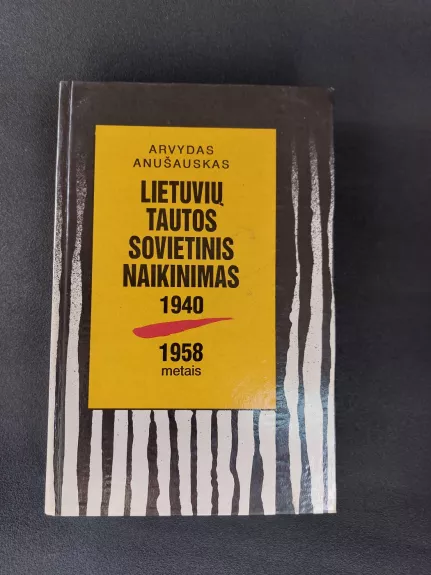 ARVYDAS
ANUŠAUSKAS
LIETUVIŲ
TAUTOS
SOVIETINIS
NAIKINIMAS
1940
1958
metais